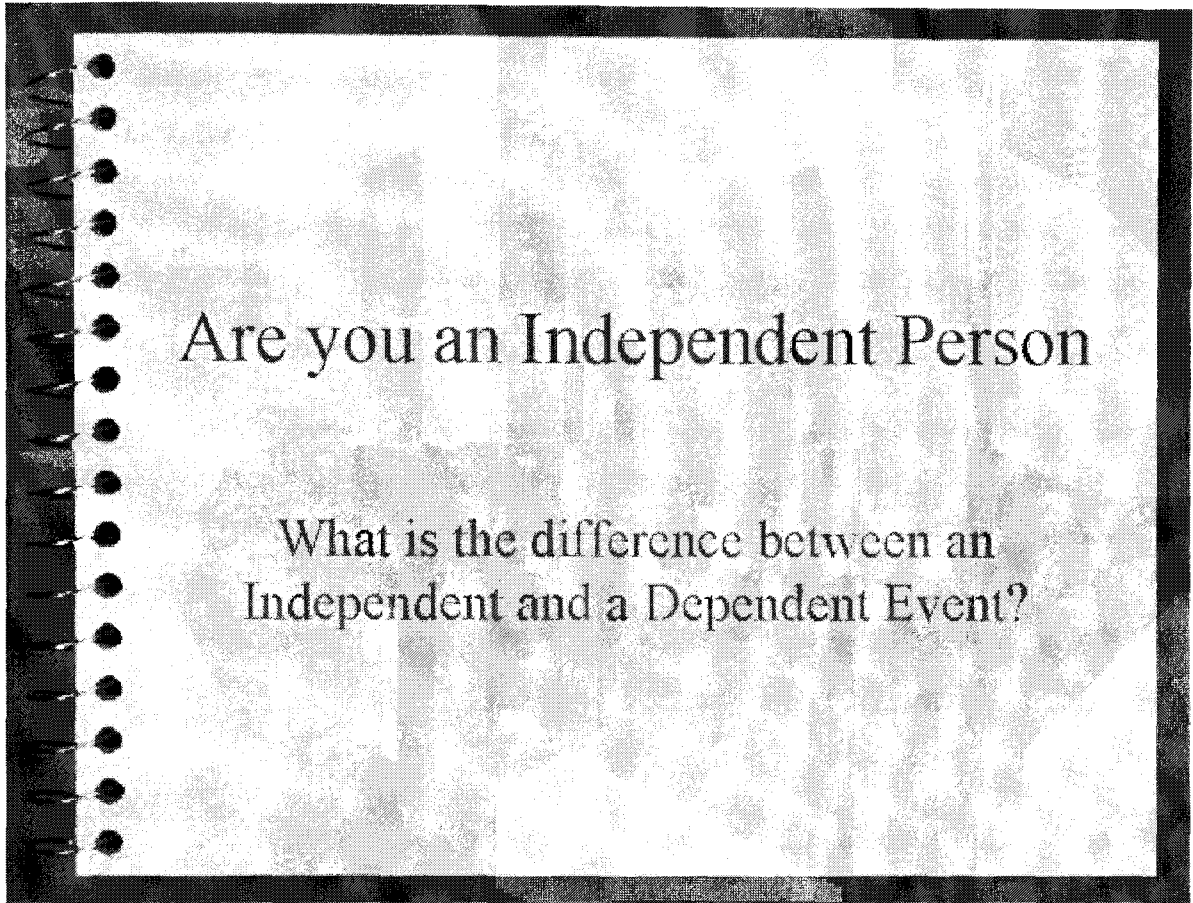 Are you an Independent Person
What is the difference between an
Independent and a Dependent Event?